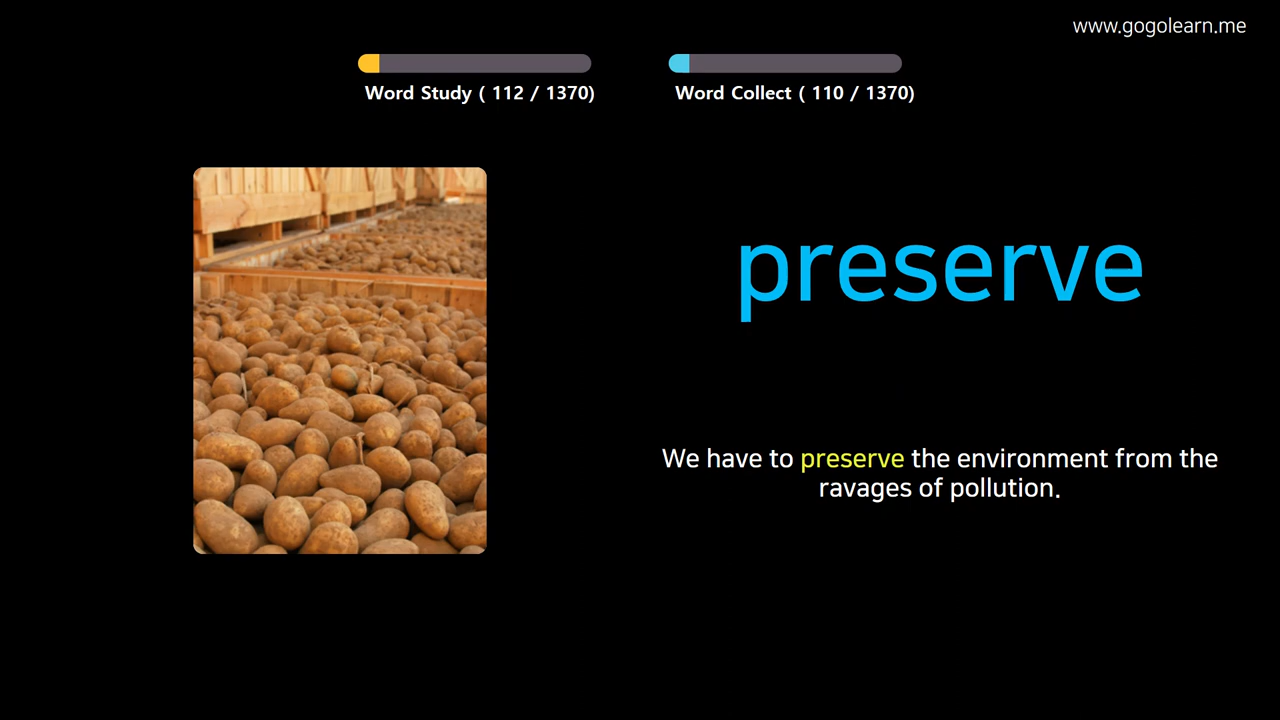 www.gogolearn.me
Word Study ( 112 / 1370)
Word Collect ( 110 / 1370)
preserve
We have to preserve the environment from the
ravages of pollution.